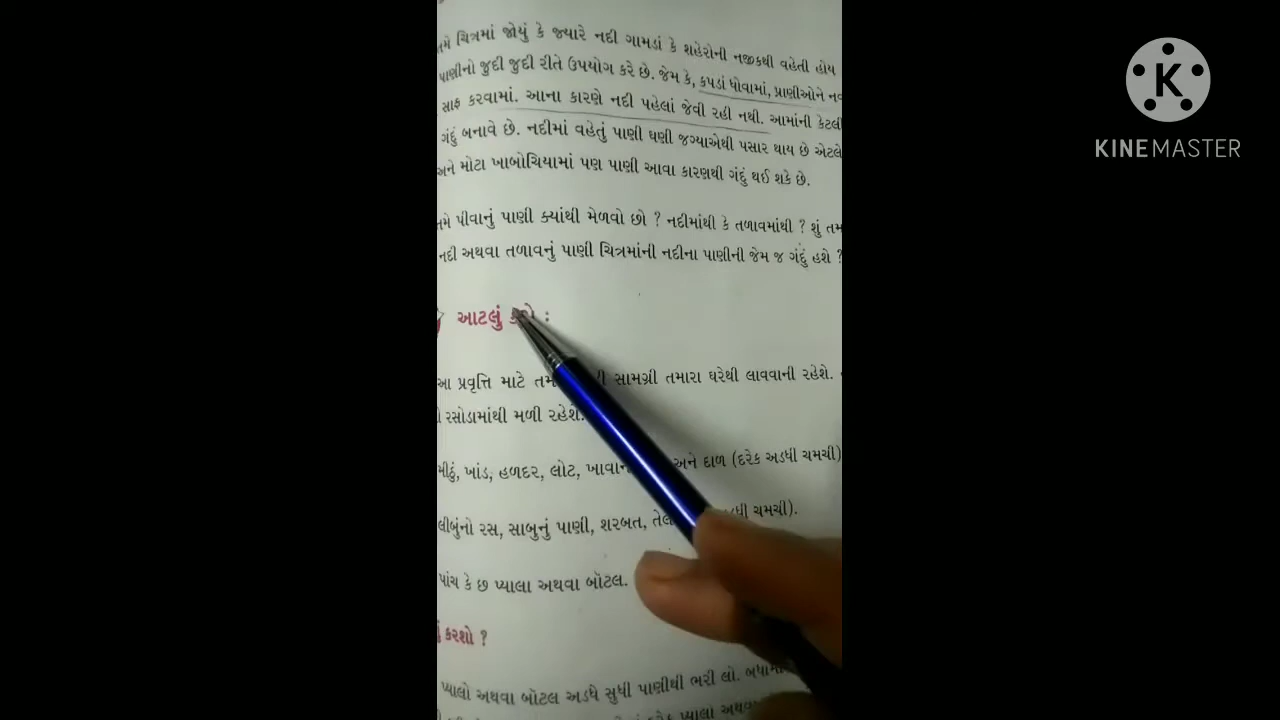 તમે ચિત્રમાં જોયું કે જ્યારે નદી ગામડાં કે શહેરોની નજીકથી વહેતી હોય
પાણીનો જુદી જુદી રીતે ઉપયોગ કરે છે. જેમ કે, કપડાં ધોવામાં, પ્રાણીઓને
સાફ કરવામાં. આના કારણે નદી પહેલાં જેવી રહી નથી. આમાંની
ગંદું બનાવે છે. નદીમાં વહેતું પાણી ઘણી જગ્યાએથી પસાર થાય છે એટલે
અને મોટા ખાબોચિયામાં પણ પાણી આવા કારણથી ગંદું થઈ શકે છે.
તમે પીવાનું પાણી ક્યાંથી મેળવો છો ? નદીમાંથી કે તળાવમાંથી ? શું
નદી અથવા તળાવનું પાણી ચિત્રમાંની નદીના પાણીની જેમ જ ગંદું હશે ?
આટલું :
આ પ્રવૃત્તિ માટે સામગ્રી તમારા ઘરેથી લાવવાની રહેશે.
રસોડામાંથી મળી રહેશે.
મીઠું, ખાંડ, હળદર, લોટ, અને દાળ (દરેક અડધી ચમચી)
લીંબુનો રસ, સાબુનું પાણી, શરબત, ચમચી).
પાંચ કે છ પ્યાલા અથવા બૉટલ.
કરશો ?
પ્યાલો અથવા બૉટલ અડધે સુધી પાણીથી ભરી લો.
KINEMASTER